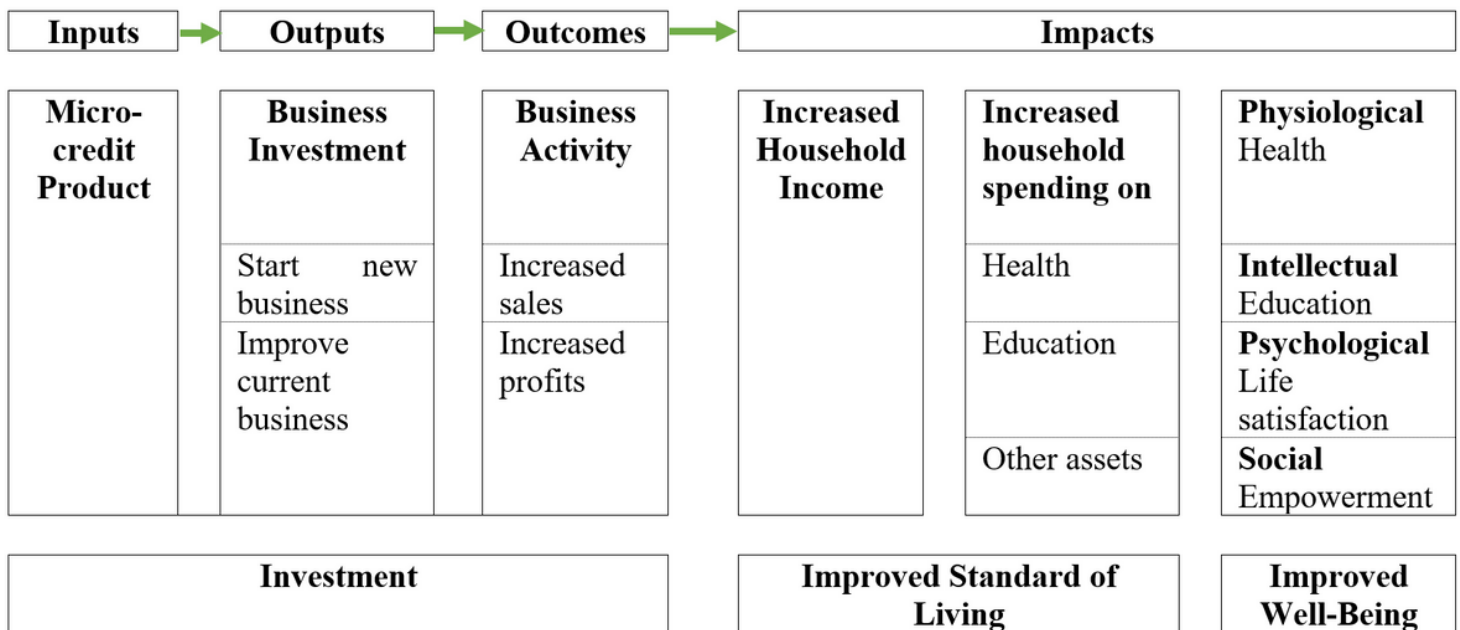 Inputs
Outputs
Outcomes
Impacts
Micro-
credit
Product
Business
Investment
Start new
business
Improve
current
business
Business
Activity
Increased
sales
Increased
profits
Increased
Household
Income
Increased
household
spending on
Health
Education
Other assets
Physiological
Health
Intellectual
Education
Psychological
Life
satisfaction
Social
Empowerment
Investment
Improved Standard of
Living
Improved
Well-Being